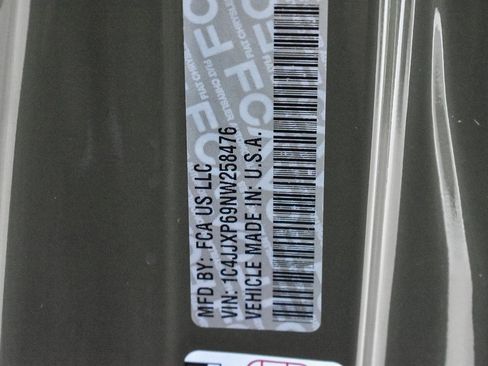 MFD BY: FCA US LLC
VIN: 1C4JJXP69NW258476
VEHICLE MADE IN: U.S.A.